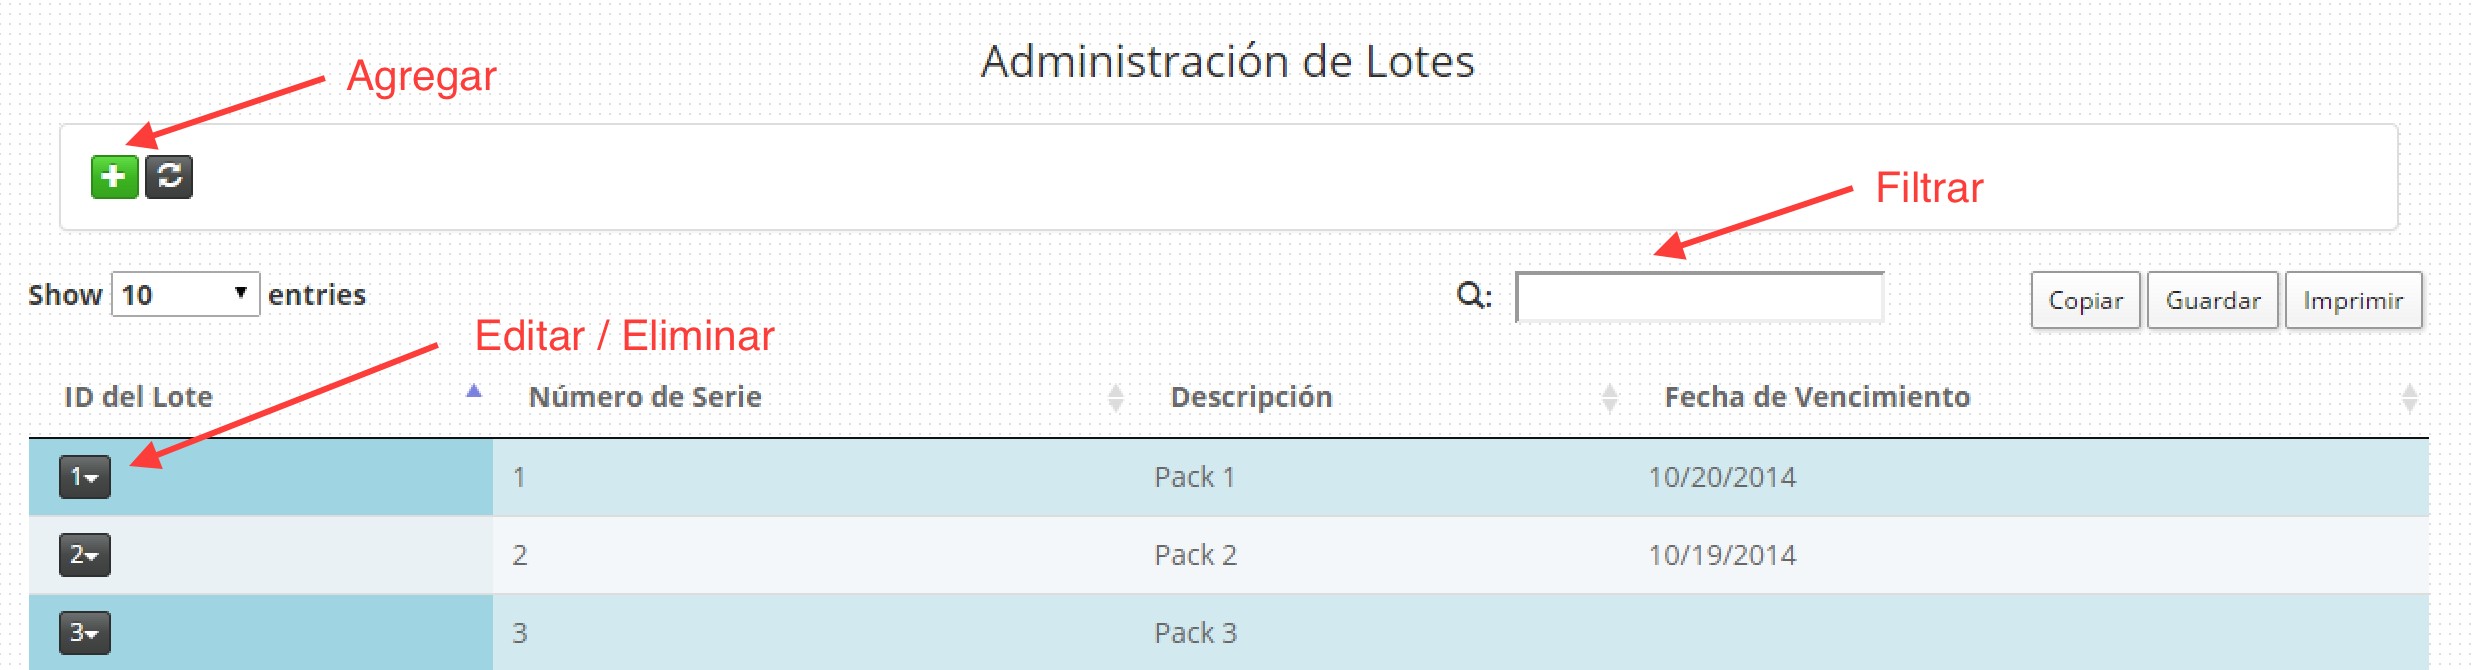 Administración de Lotes
Agregar
Filtrar
Show 10 entries
: 
Copiar Guardar Imprimir
Editar / Eliminar
ID del Lote Número de Serie Descripción Fecha de Vencimiento
1 1 Pack 1 10/20/2014
2 2 Pack 2 10/19/2014
3 3 Pack 3